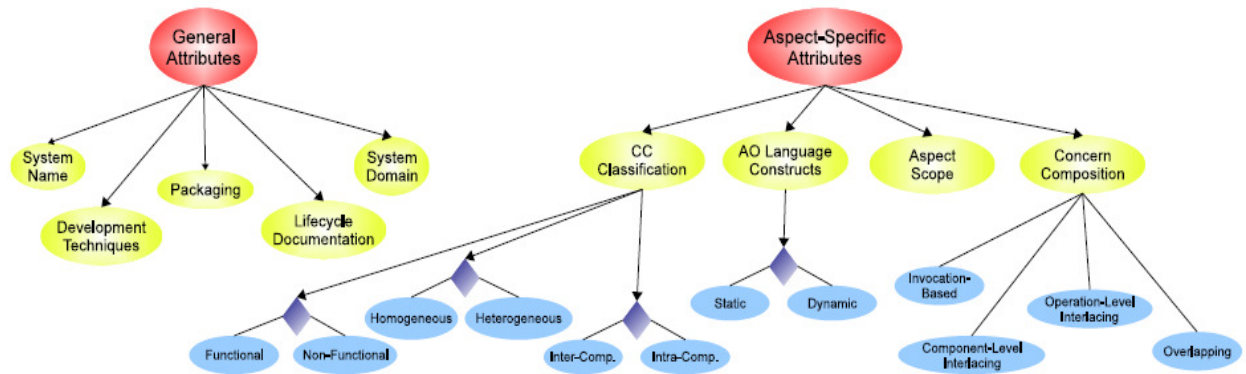 General
Attributes
System
Name
Development
Techniques
Packaging
Lifecycle
Documentation
System
Domain
Aspect-Specific
Attributes
CC
Classification
AO Language
Constructs
Aspect
Scope
Concern
Composition
Functional
Non-Functional
Homogeneous
Heterogeneous
Inter-Comp.
Intra-Comp.
Static
Dynamic
Invocation-
Based
Component-Level
Interlacing
Operation-Level
Interlacing
Overlapping